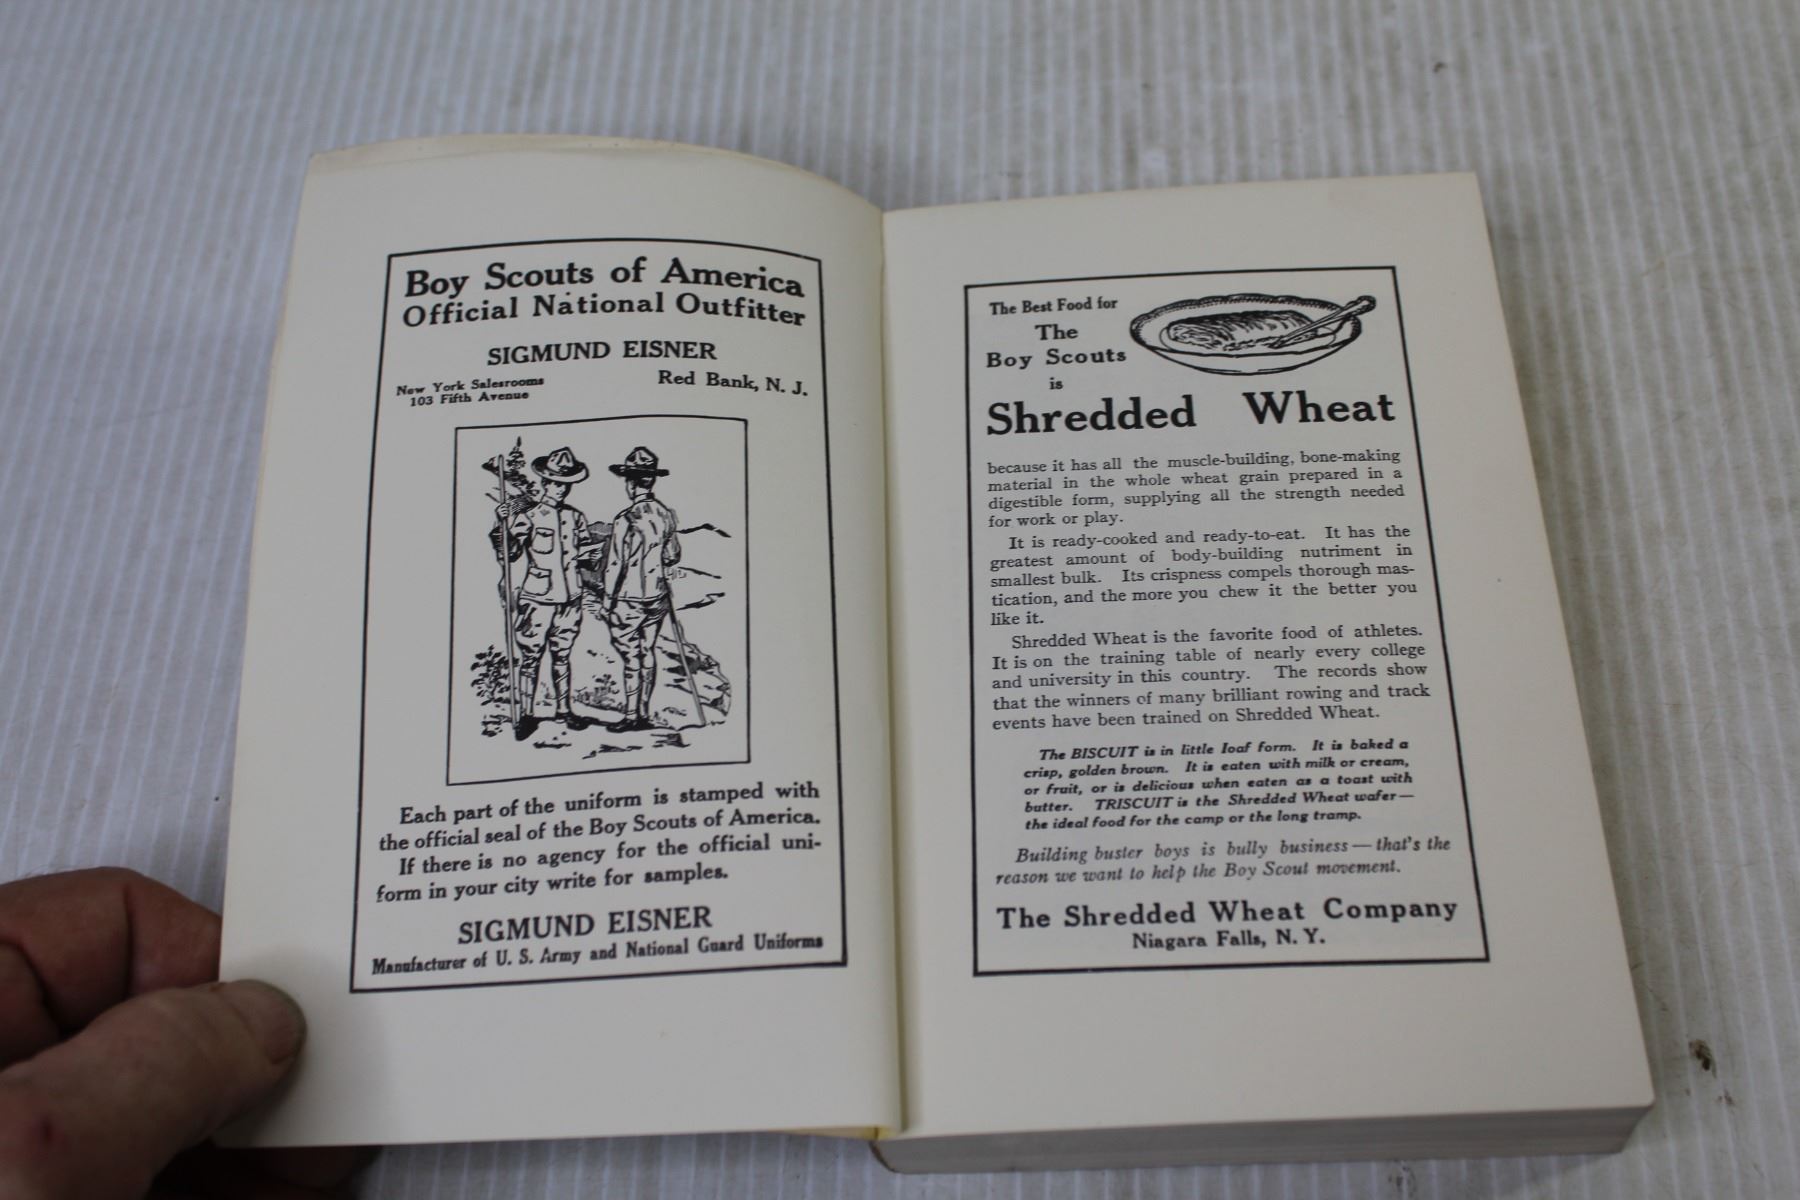 Boy Scouts of America
Official National Outfitter
SIGMUND EISNER
New York Salesrooms
103 Fifth Avenue
Red Bank, N. J.
Each part of the uniform is stamped with
the official seal of the Boy Scouts of America.
If there is no agency for the official uni-
form in your city write for samples.
SIGMUND EISNER
Manufacturer of U. S. Army and National Guard Uniforms
The Best Food for
The
Boy Scouts
is
Shredded Wheat
because it has all the muscle-building, bone-making
material in the whole wheat grain prepared in a
digestible form, supplying all the strength needed
for work or play.
It is ready-cooked and ready-to-eat. It has the
greatest amount of body-building nutriment in
smallest bulk. Its crispness compels thorough mas-
tication, and the more you chew it the better you
like it.
Shredded Wheat is the favorite food of athletes.
It is on the training table of nearly every college
and university in this country. The records show
that the winners of many brilliant rowing and track
events have been trained on Shredded Wheat.
The BISCUIT is in little loaf form. It is baked a
crisp, golden brown. It is eaten with milk or cream,
or fruit, or is delicious when eaten as a toast with
butter. TRISCUIT is the Shredded Wheat wafer—
the ideal food for the camp or the long tramp.
Building buster boys is bully business—that's the
reason we want to help the Boy Scout movement.
The Shredded Wheat Company
Niagara Falls, N. Y.